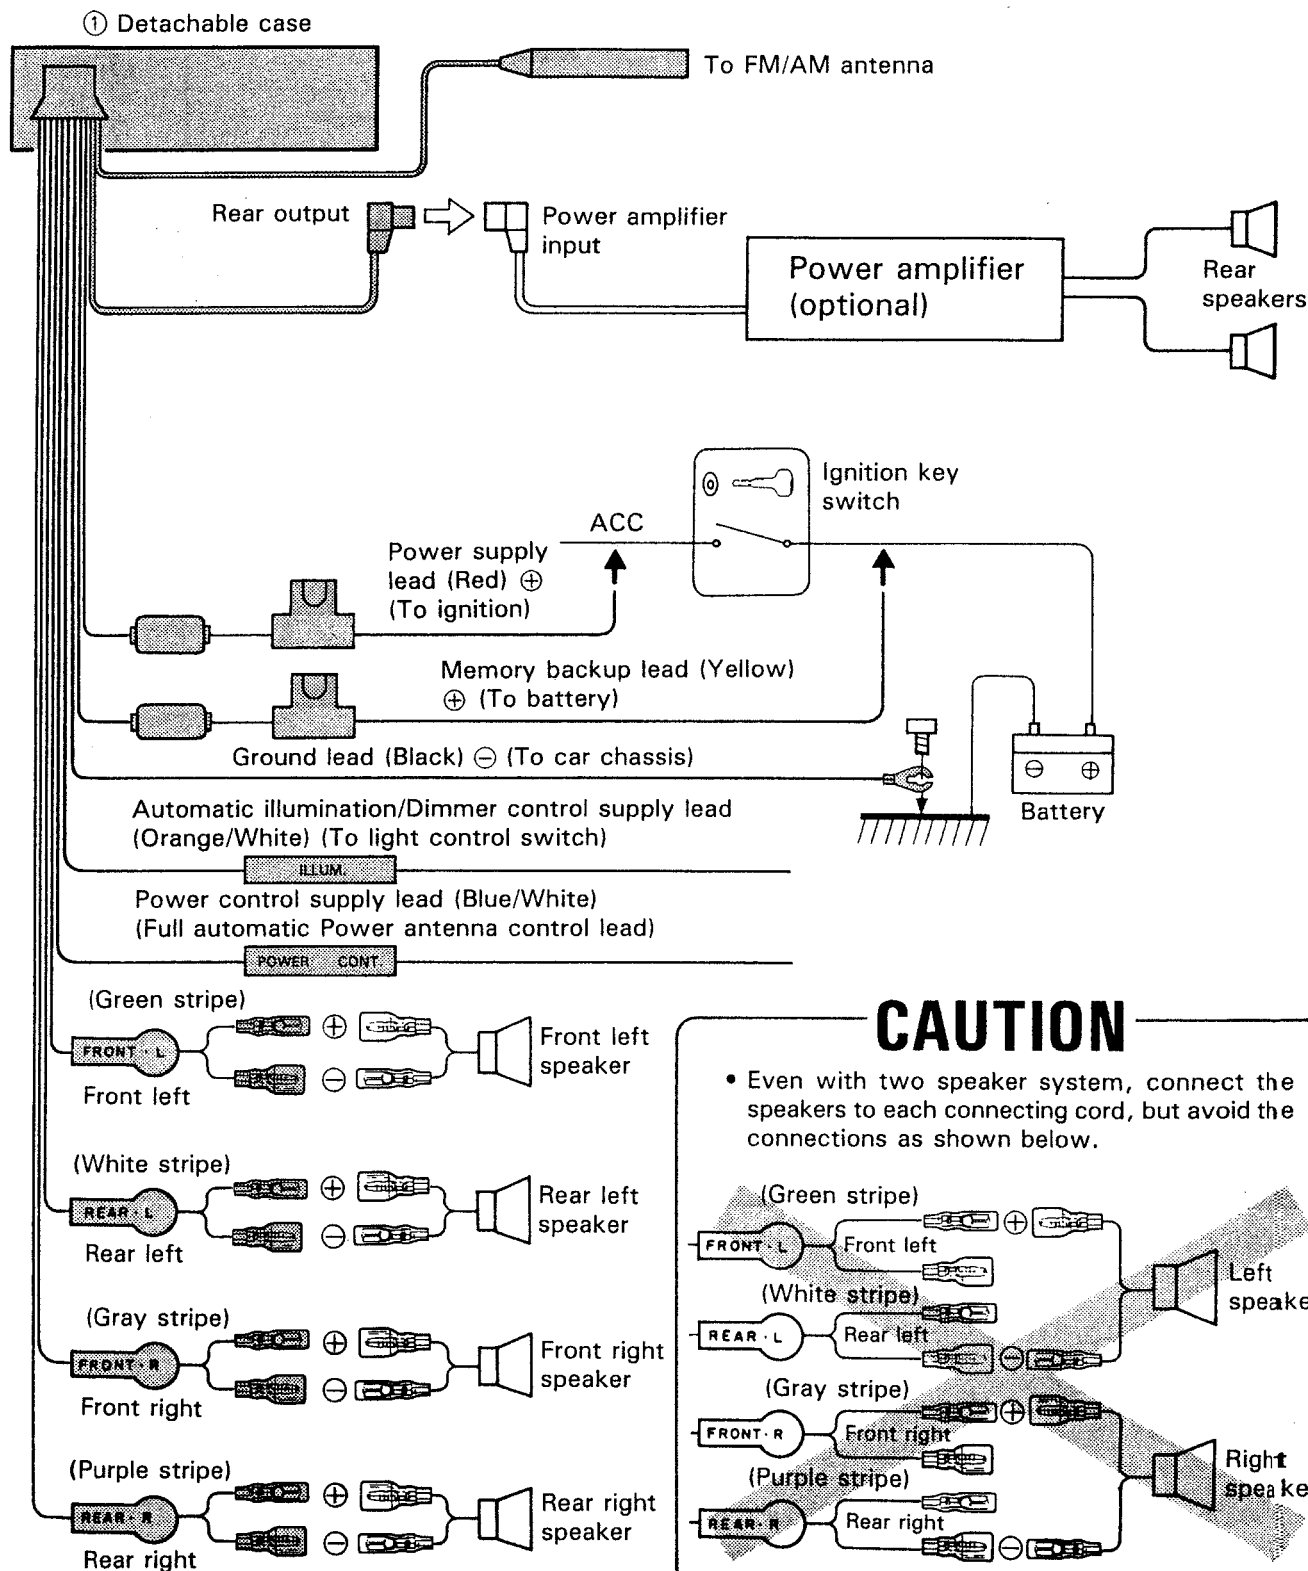 ① Detachable case
To FM/AM antenna
Rear output
Power amplifier
input
Power amplifier
(optional)
Rear
speakers
Ignition key
switch
ACC
Power supply
lead (Red) ⊕
(To ignition)
Memory backup lead (Yellow)
⊕ (To battery)
Ground lead (Black) ⊖ (To car chassis)
⊖ ⊕
Battery
Automatic illumination/Dimmer control supply lead
(Orange/White) (To light control switch)
ILLUM.
Power control supply lead (Blue/White)
(Full automatic Power antenna control lead)
POWER CONT.
(Green stripe)
FRONT · L
⊕
⊖
Front left
Front left
speaker
(White stripe)
REAR · L
⊕
⊖
Rear left
Rear left
speaker
(Gray stripe)
FRONT · R
⊕
⊖
Front right
Front right
speaker
(Purple stripe)
REAR · R
⊕
⊖
Rear right
Rear right
speaker
CAUTION
• Even with two speaker system, connect the
speakers to each connecting cord, but avoid the
connections as shown below.
(Green stripe)
FRONT · L
Front left
⊕
(White stripe)
REAR · L
Rear left
⊖
Left
speake
(Gray stripe)
FRONT · R
Front right
⊕
(Purple stripe)
REAR · R
Rear right
⊖
Right
speake